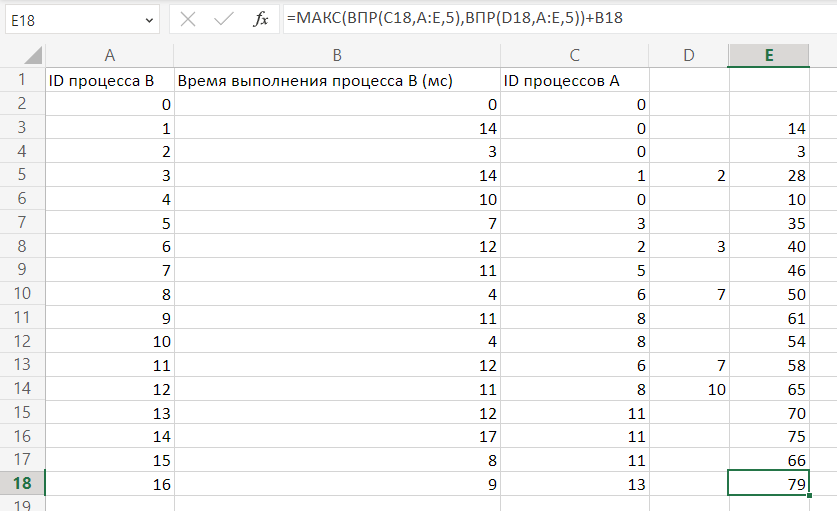 E18 fx =МАКС(ВПР(C18,A:E,5),ВПР(D18,A:E,5))+B18
A B C D E
1 ID процесса B Время выполнения процесса B (мс) ID процессов A
2 0 0 0
3 1 14 0 14
4 2 3 0 3
5 3 14 1 2 28
6 4 10 0 10
7 5 7 3 35
8 6 12 2 3 40
9 7 11 5 46
10 8 4 6 7 50
11 9 11 8 61
12 10 4 8 54
13 11 12 6 7 58
14 12 11 8 10 65
15 13 12 11 70
16 14 17 11 75
17 15 8 11 66
18 16 9 13 79
19